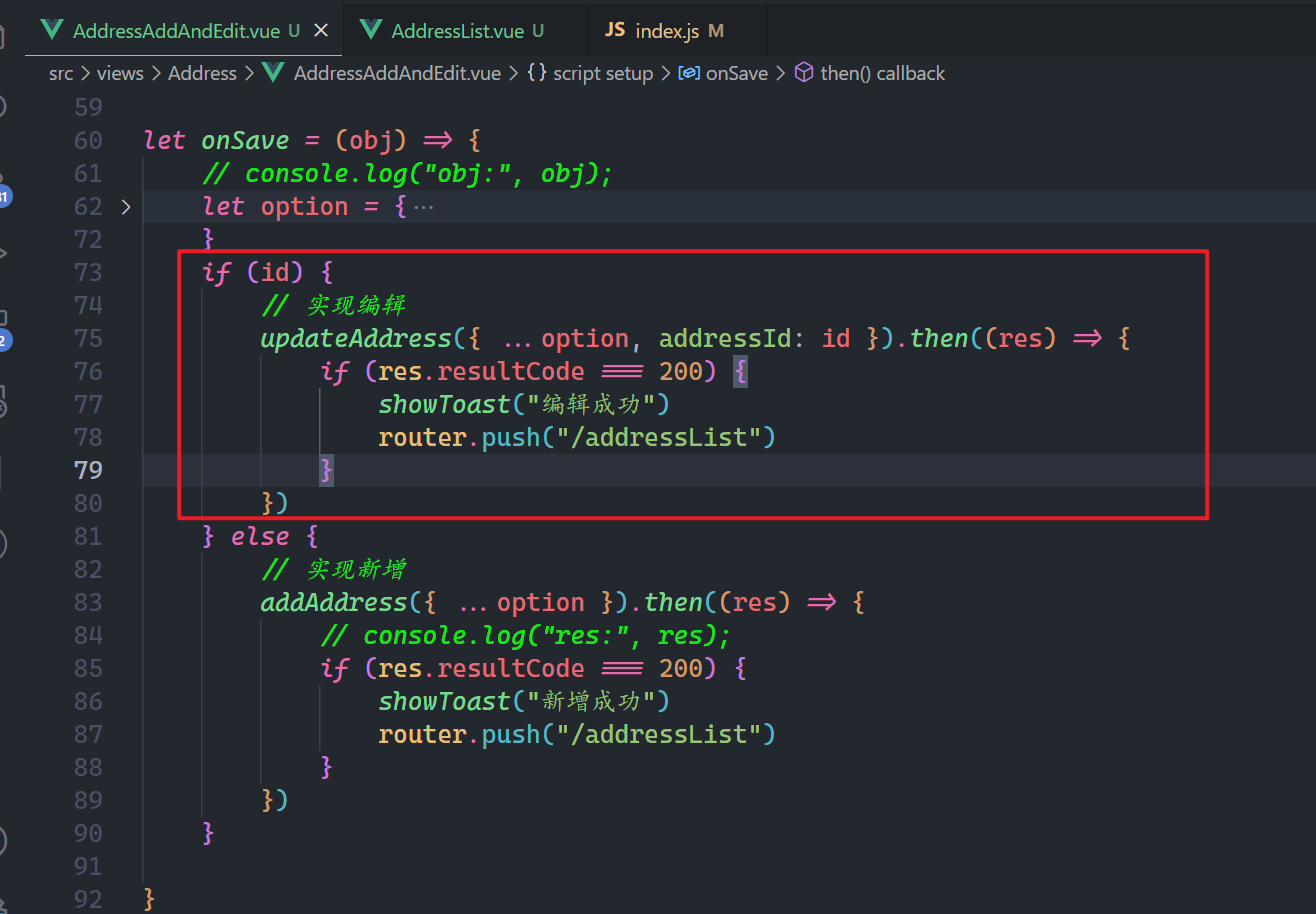 AddressAddAndEdit.vue U
AddressList.vue U
JS index.js M
src > views > Address > AddressAddAndEdit.vue > {} script setup > onSave > then() callback
59
60 let onSave = (obj) => {
61 // console.log("obj:", obj);
62 let option = {···
72 }
73 if (id) {
74 // 实现编辑
75 updateAddress({ ...option, addressId: id }).then((res) => {
76 if (res.resultCode === 200) {
77 showToast("编辑成功")
78 router.push("/addressList")
79 }
80 })
81 } else {
82 // 实现新增
83 addAddress({ ...option }).then((res) => {
84 // console.log("res:", res);
85 if (res.resultCode === 200) {
86 showToast("新增成功")
87 router.push("/addressList")
88 }
89 })
90 }
91
92 }